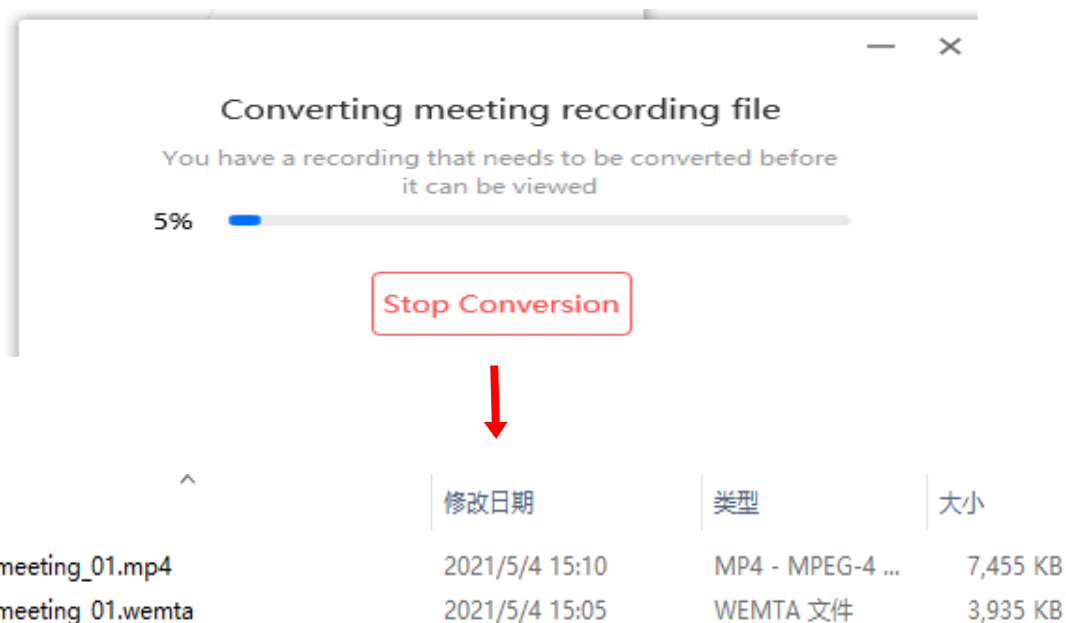 Converting meeting recording file
You have a recording that needs to be converted before
it can be viewed
5%
Stop Conversion
修改日期 类型 大小
meeting_01.mp4 2021/5/4 15:10 MP4 - MPEG-4 ... 7,455 KB
meeting_01.wemta 2021/5/4 15:05 WEMTA 文件 3,935 KB